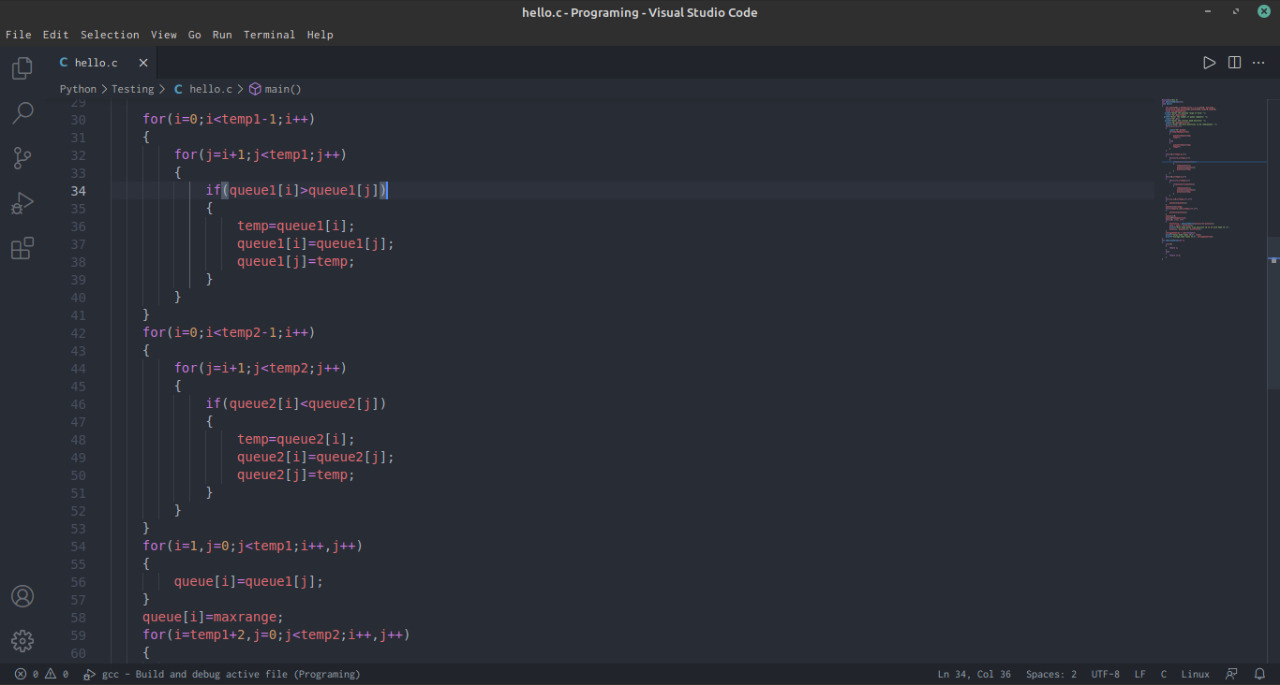 hello.c - Programing - Visual Studio Code
File Edit Selection View Go Run Terminal Help
C hello.c
Python > Testing > C hello.c > main()
29
30 for(i=0;i<temp1-1;i++)
31 {
32 for(j=i+1;j<temp1;j++)
33 {
34 if(queue1[i]>queue1[j])
35 {
36 temp=queue1[i];
37 queue1[i]=queue1[j];
38 queue1[j]=temp;
39 }
40 }
41 }
42 for(i=0;i<temp2-1;i++)
43 {
44 for(j=i+1;j<temp2;j++)
45 {
46 if(queue2[i]<queue2[j])
47 {
48 temp=queue2[i];
49 queue2[i]=queue2[j];
50 queue2[j]=temp;
51 }
52 }
53 }
54 for(i=1,j=0;j<temp1;i++,j++)
55 {
56 queue[i]=queue1[j];
57 }
58 queue[i]=maxrange;
59 for(i=temp1+2,j=0;j<temp2;i++,j++)
60 {
0 0 gcc - Build and debug active file (Programing) Ln 34, Col 36 Spaces: 2 UTF-8 LF C Linux